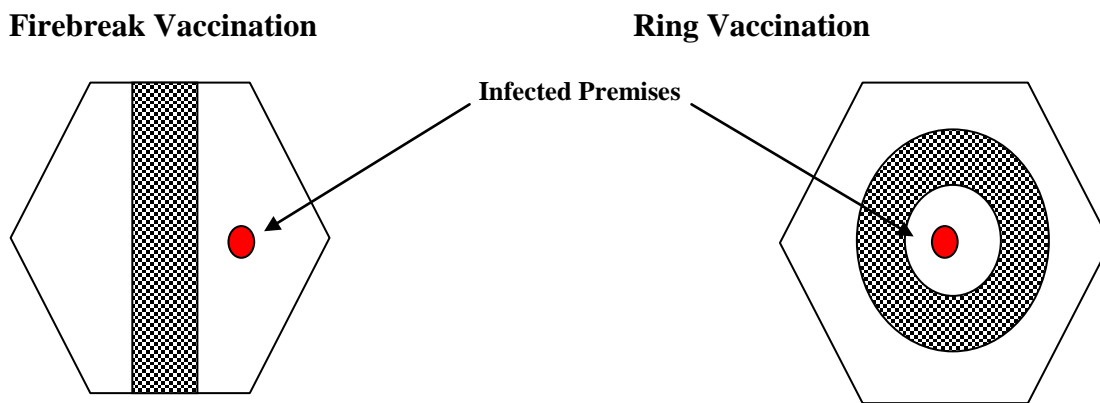 Firebreak Vaccination
Ring Vaccination
Infected Premises